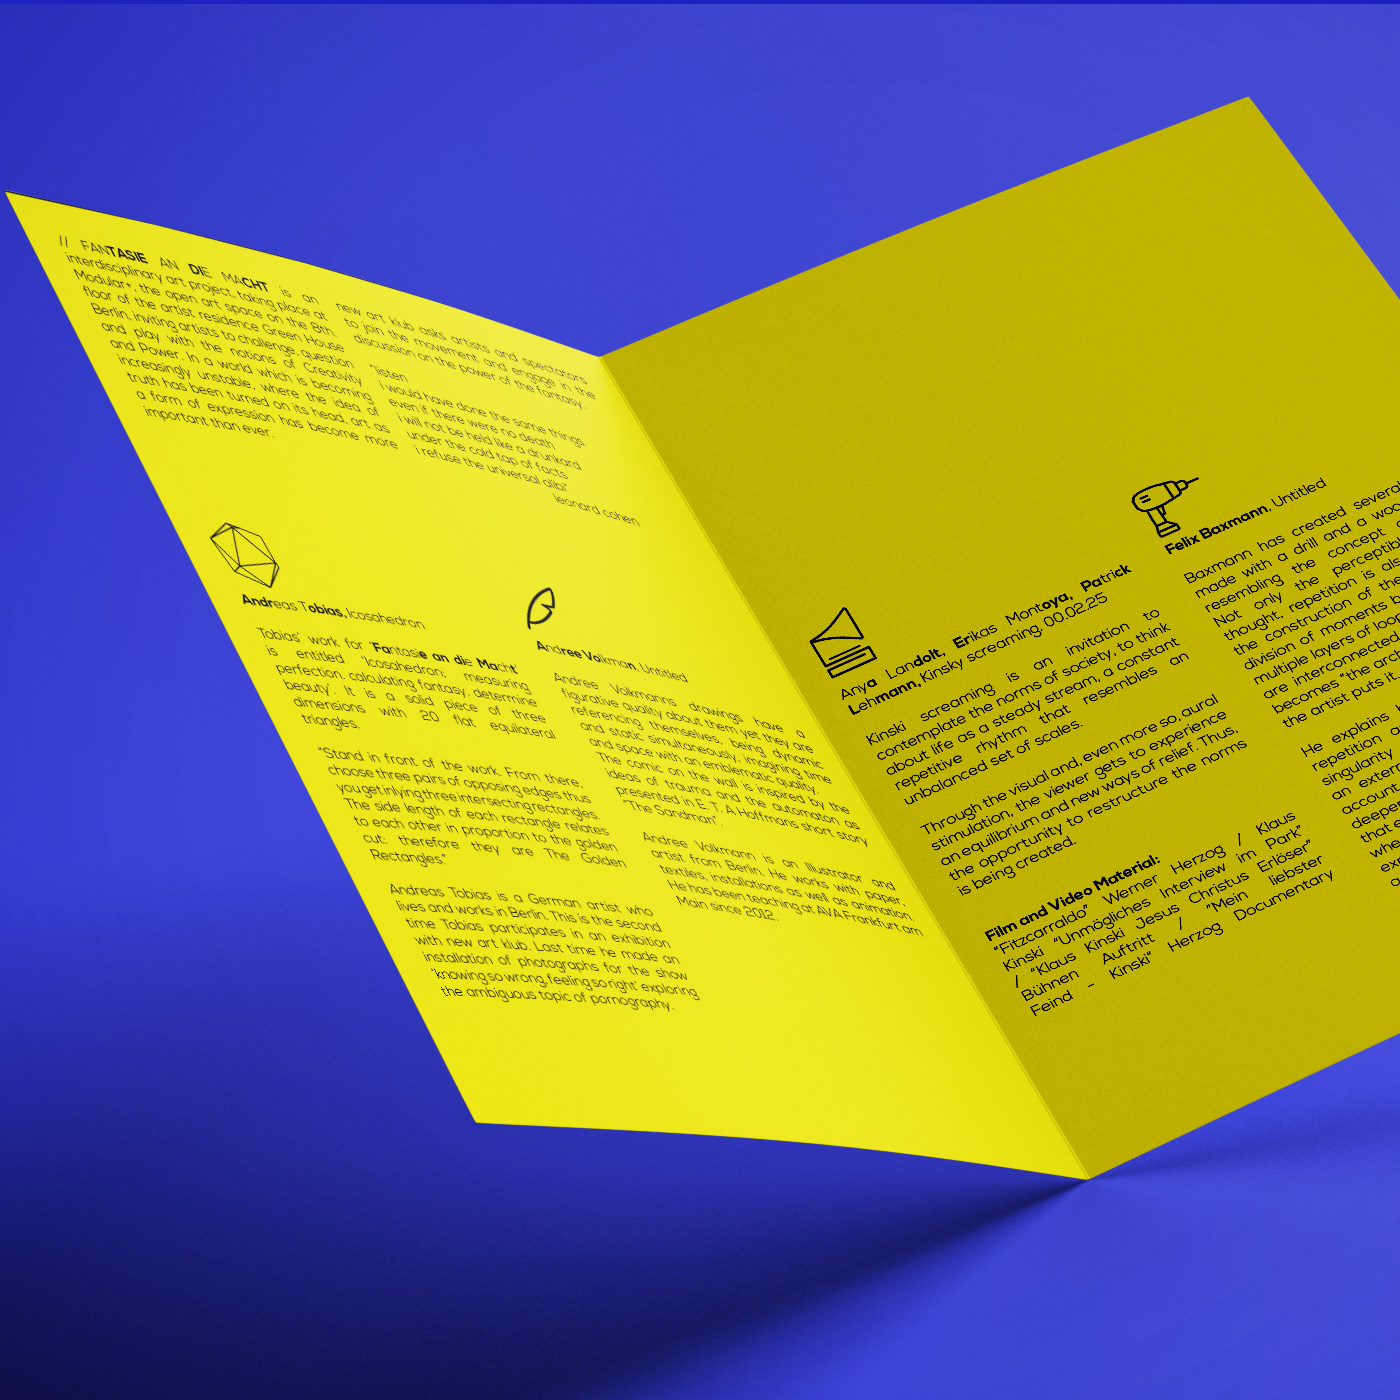 // FANTASIE AN DIE MACHT is an
interdisciplinary art project, taking place at
Modular+, the open art space on the 8th.
floor of the artist residence Green House
Berlin, inviting artists to challenge, question
and play with the notions of Creativity
and Power. In a world which is becoming
increasingly unstable, where the idea of
truth has been turned on its head, art as
a form of expression has become more
important than ever.
new art klub asks artists and spectators
to join the movement and engage in the
discussion on the power of the fantasy.
"listen
i would have done the same things
even if there were no death
i will not be held like a drunkard
under the cold tap of facts
i refuse the universal alibi"
leonard cohen
Andreas Tobias, Icosahedron
Tobias' work for 'Fantasie an die Macht'
is entitled 'Icosahedron, measuring
perfection, calculating fantasy, determine
beauty'. It is a solid piece of three
dimensions with 20 flat equilateral
triangles.
"Stand in front of the work. From there,
choose three pairs of opposing edges thus
you get inlying three intersecting rectangles.
The side length of each rectangle relates
to each other in proportion to the golden
cut: therefore they are The Golden
Rectangles."
Andreas Tobias is a German artist who
lives and works in Berlin. This is the second
time Tobias participates in an exhibition
with new art klub. Last time he made an
installation of photographs for the show
'knowing so wrong, feeling so right' exploring
the ambiguous topic of pornography.
Andree Volkman, Untitled
Andree Volkmanns drawings have a
figurative quality about them yet they are
referencing themselves, being dynamic
and static simultaneously, imagining time
and space with an emblematic quality.
The comic on the wall is inspired by the
ideas of trauma and the automaton as
presented in E. T. A Hoffmans short story
"The Sandman".
Andree Volkmann is an Illustrator and
artist from Berlin. He works with paper,
textiles, installations as well as animation.
He has been teaching at AVA Frankfurt am
Main since 2012.
Anya Landolt, Erikas Montoya, Patrick
Lehmann, Kinsky screaming, 00.02.25
Kinski screaming is an invitation to
contemplate the norms of society, to think
about life as a steady stream, a constant
repetitive rhythm that resembles an
unbalanced set of scales.
Through the visual and, even more so, aural
stimulation, the viewer gets to experience
an equilibrium and new ways of relief. Thus,
the opportunity to restructure the norms
is being created.
Film and Video Material:
"Fitzcarraldo" Werner Herzog / Klaus
Kinski "Unmögliches Interview im Park"
/ "Klaus Kinski Jesus Christus Erlöser"
Bühnen Auftritt / "Mein liebster
Feind - Kinski" Herzog Documentary
Felix Baxmann, Untitled
Baxmann has created several
made with a drill and a woo
resembling the concept
Not only the perceptibl
thought, repetition is als
the construction of the
division of moments b
multiple layers of loop
are interconnected
becomes "the arch
the artist puts it...
He explains
repetition a
singularity
an extern
account
deeper
that e
whe
exp